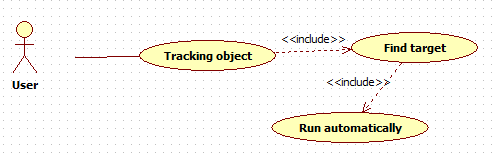 <<include>>
Find target
Tracking object
User
<<include>>
Run automatically